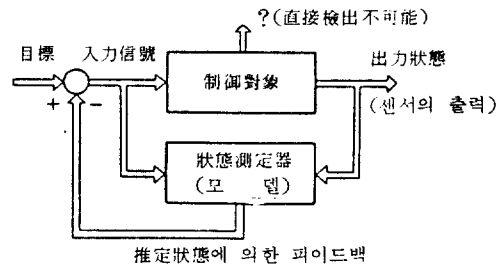 ?(直接檢出不可能)
目標
入力信號
出力狀態
制御對象
+
−
(센서의 출력)
狀態測定器
(모 델)
推定狀態에 의한 피이드백